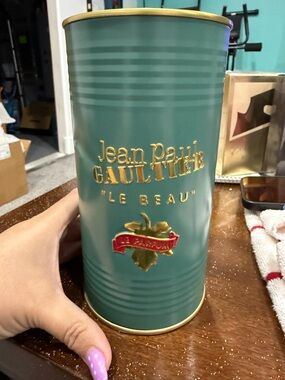 Jean Paul
GAULTIER
"LE BEAU"
LE PARFUM